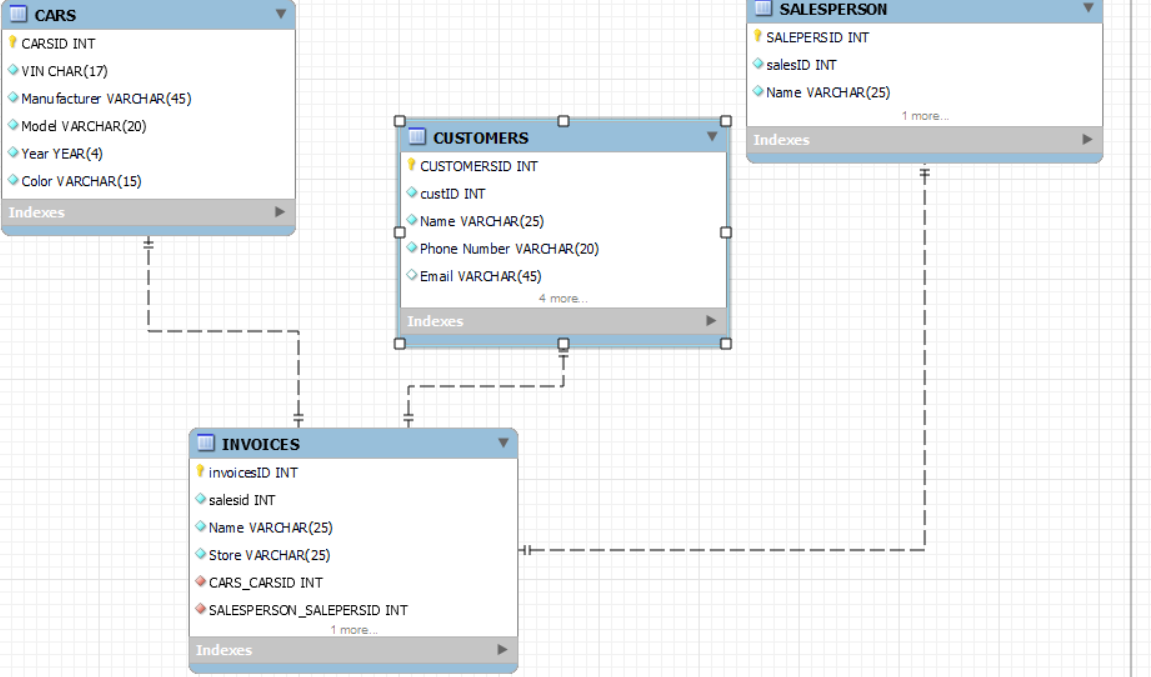 CARS
CARSID INT
VIN CHAR(17)
Manufacturer VARCHAR(45)
Model VARCHAR(20)
Year YEAR(4)
Color VARCHAR(15)
Indexes
CUSTOMERS
CUSTOMERSID INT
custID INT
Name VARCHAR(25)
Phone Number VARCHAR(20)
Email VARCHAR(45)
4 more...
Indexes
SALESPERSON
SALEPERSID INT
salesID INT
Name VARCHAR(25)
1 more...
Indexes
INVOICES
invoicesID INT
salesid INT
Name VARCHAR(25)
Store VARCHAR(25)
CARS_CARSID INT
SALESPERSON_SALEPERSID INT
1 more...
Indexes